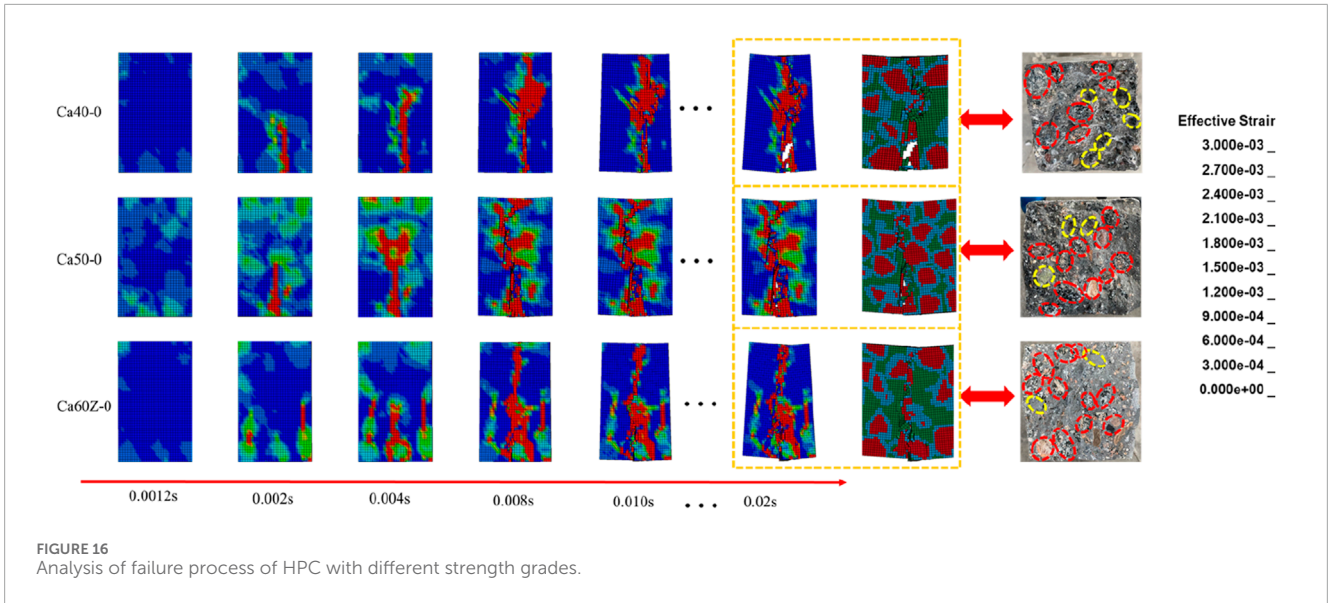 Ca40-0
Ca50-0
Ca60Z-0
• • •
• • •
• • •
0.0012s
0.002s
0.004s
0.008s
0.010s
• • •
0.02s
Effective Strair
3.000e-03 _
2.700e-03 _
2.400e-03 _
2.100e-03 _
1.800e-03 _
1.500e-03 _
1.200e-03 _
9.000e-04 _
6.000e-04 _
3.000e-04 _
0.000e+00 _
FIGURE 16
Analysis of failure process of HPC with different strength grades.